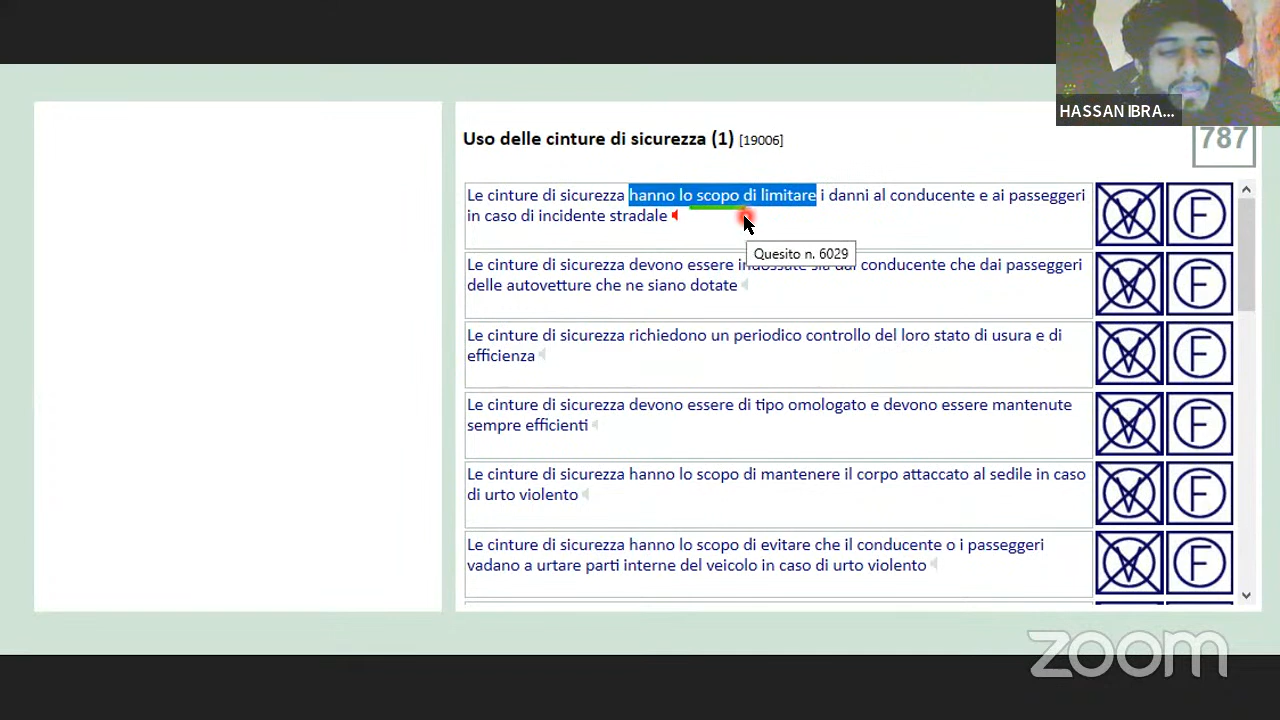 HASSAN IBRA...
Uso delle cinture di sicurezza (1) [19006]
787
Le cinture di sicurezza hanno lo scopo di limitare i danni al conducente e ai passeggeri
in caso di incidente stradale
V F
Quesito n. 6029
Le cinture di sicurezza devono essere indossate sia dal conducente che dai passeggeri
delle autovetture che ne siano dotate
V F
Le cinture di sicurezza richiedono un periodico controllo del loro stato di usura e di
efficienza
V F
Le cinture di sicurezza devono essere di tipo omologato e devono essere mantenute
sempre efficienti
V F
Le cinture di sicurezza hanno lo scopo di mantenere il corpo attaccato al sedile in caso
di urto violento
V F
Le cinture di sicurezza hanno lo scopo di evitare che il conducente o i passeggeri
vadano a urtare parti interne del veicolo in caso di urto violento
V F
zoom